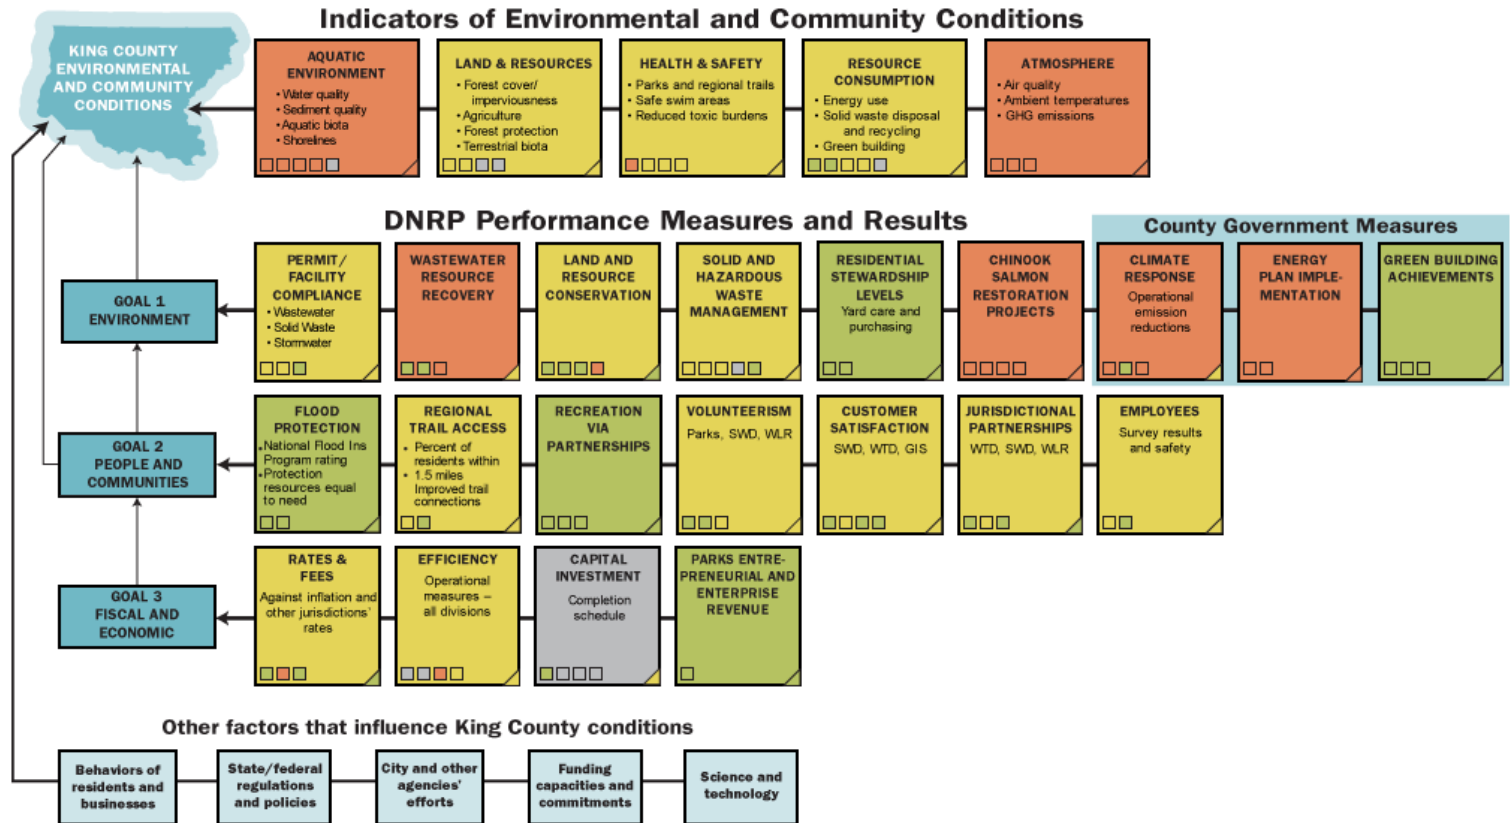 Indicators of Environmental and Community Conditions
KING COUNTY
ENVIRONMENTAL
AND COMMUNITY
CONDITIONS
AQUATIC
ENVIRONMENT
• Water quality
• Sediment quality
• Aquatic biota
• Shorelines
LAND & RESOURCES
• Forest cover/
imperviousness
• Agriculture
• Forest protection
• Terrestrial biota
HEALTH & SAFETY
• Parks and regional trails
• Safe swim areas
• Reduced toxic burdens
RESOURCE
CONSUMPTION
• Energy use
• Solid waste disposal
and recycling
• Green building
ATMOSPHERE
• Air quality
• Ambient temperatures
• GHG emissions
DNRP Performance Measures and Results
County Government Measures
GOAL 1
ENVIRONMENT
PERMIT/
FACILITY
COMPLIANCE
• Wastewater
• Solid Waste
• Stormwater
WASTEWATER
RESOURCE
RECOVERY
LAND AND
RESOURCE
CONSERVATION
SOLID AND
HAZARDOUS
WASTE
MANAGEMENT
RESIDENTIAL
STEWARDSHIP
LEVELS
Yard care and
purchasing
CHINOOK
SALMON
RESTORATION
PROJECTS
CLIMATE
RESPONSE
Operational
emission
reductions
ENERGY
PLAN IMPLE-
MENTATION
GREEN BUILDING
ACHIEVEMENTS
GOAL 2
PEOPLE AND
COMMUNITIES
FLOOD
PROTECTION
• National Flood Ins
Program rating
• Protection
resources equal
to need
REGIONAL
TRAIL ACCESS
• Percent of
residents within
• 1.5 miles
Improved trail
connections
RECREATION
VIA
PARTNERSHIPS
VOLUNTEERISM
Parks, SWD, WLR
CUSTOMER
SATISFACTION
SWD, WTD, GIS
JURISDICTIONAL
PARTNERSHIPS
WTD, SWD, WLR
EMPLOYEES
Survey results
and safety
GOAL 3
FISCAL AND
ECONOMIC
RATES &
FEES
Against inflation and
other jurisdictions'
rates
EFFICIENCY
Operational
measures –
all divisions
CAPITAL
INVESTMENT
Completion
schedule
PARKS ENTRE-
PRENEURIAL AND
ENTERPRISE
REVENUE
Other factors that influence King County conditions
Behaviors of
residents and
businesses
State/federal
regulations
and policies
City and other
agencies'
efforts
Funding
capacities and
commitments
Science and
technology